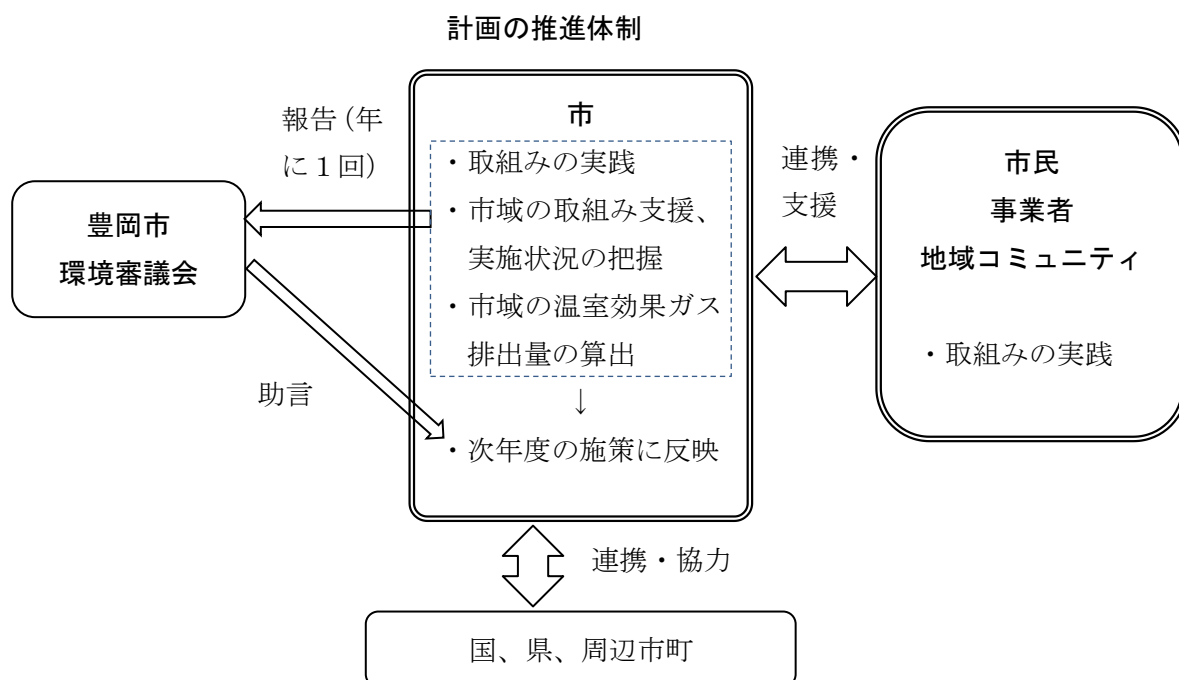 計画の推進体制
報告(年
に１回)
豊岡市
環境審議会
助言
市
・取組みの実践
・市域の取組み支援、
実施状況の把握
・市域の温室効果ガス
排出量の算出
↓
・次年度の施策に反映
連携・
支援
市民
事業者
地域コミュニティ
・取組みの実践
連携・協力
国、県、周辺市町